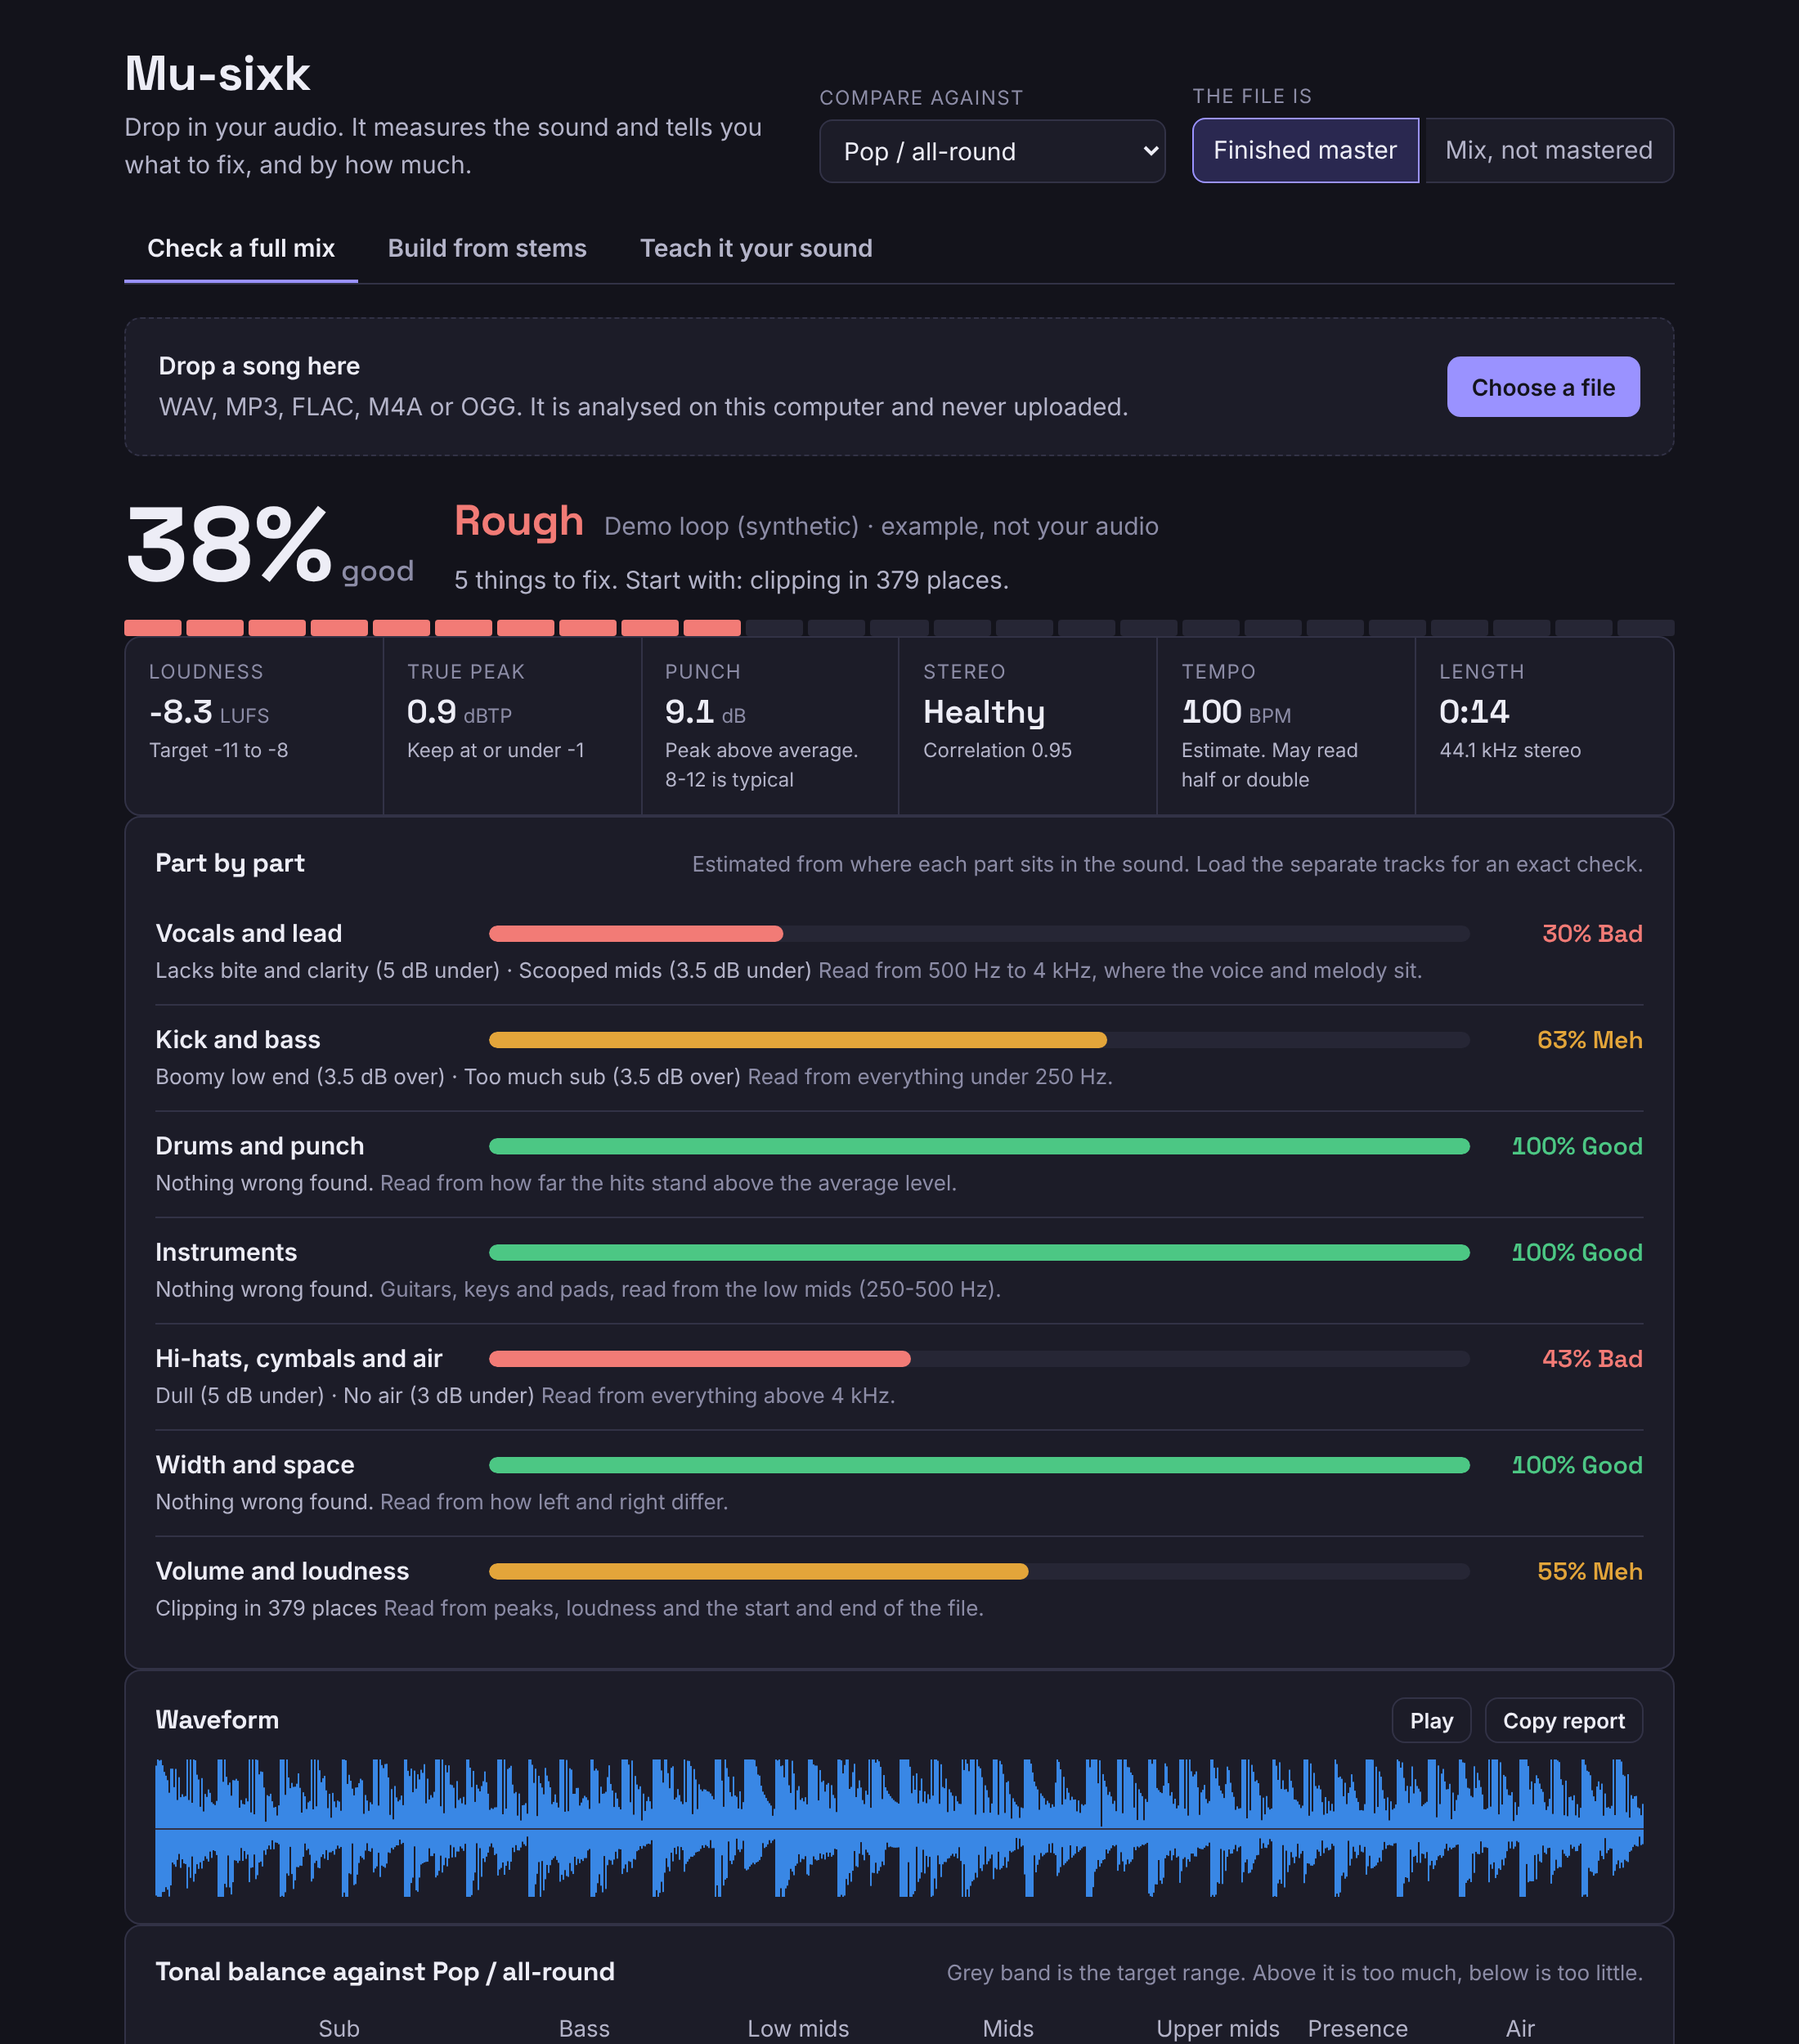 Mu-sixk
Drop in your audio. It measures the sound and tells you
what to fix, and by how much.
COMPARE AGAINST
Pop / all-round
THE FILE IS
Finished master
Mix, not mastered
Check a full mix
Build from stems
Teach it your sound
Drop a song here
WAV, MP3, FLAC, M4A or OGG. It is analysed on this computer and never uploaded.
Choose a file
38% good
Rough Demo loop (synthetic) · example, not your audio
5 things to fix. Start with: clipping in 379 places.
LOUDNESS
-8.3 LUFS
Target -11 to -8
TRUE PEAK
0.9 dBTP
Keep at or under -1
PUNCH
9.1 dB
Peak above average.
8-12 is typical
STEREO
Healthy
Correlation 0.95
TEMPO
100 BPM
Estimate. May read
half or double
LENGTH
0:14
44.1 kHz stereo
Part by part
Estimated from where each part sits in the sound. Load the separate tracks for an exact check.
Vocals and lead
30% Bad
Lacks bite and clarity (5 dB under) · Scooped mids (3.5 dB under) Read from 500 Hz to 4 kHz, where the voice and melody sit.
Kick and bass
63% Meh
Boomy low end (3.5 dB over) · Too much sub (3.5 dB over) Read from everything under 250 Hz.
Drums and punch
100% Good
Nothing wrong found. Read from how far the hits stand above the average level.
Instruments
100% Good
Nothing wrong found. Guitars, keys and pads, read from the low mids (250-500 Hz).
Hi-hats, cymbals and air
43% Bad
Dull (5 dB under) · No air (3 dB under) Read from everything above 4 kHz.
Width and space
100% Good
Nothing wrong found. Read from how left and right differ.
Volume and loudness
55% Meh
Clipping in 379 places Read from peaks, loudness and the start and end of the file.
Waveform
Play
Copy report
Tonal balance against Pop / all-round
Grey band is the target range. Above it is too much, below is too little.
Sub
Bass
Low mids
Mids
Upper mids
Presence
Air